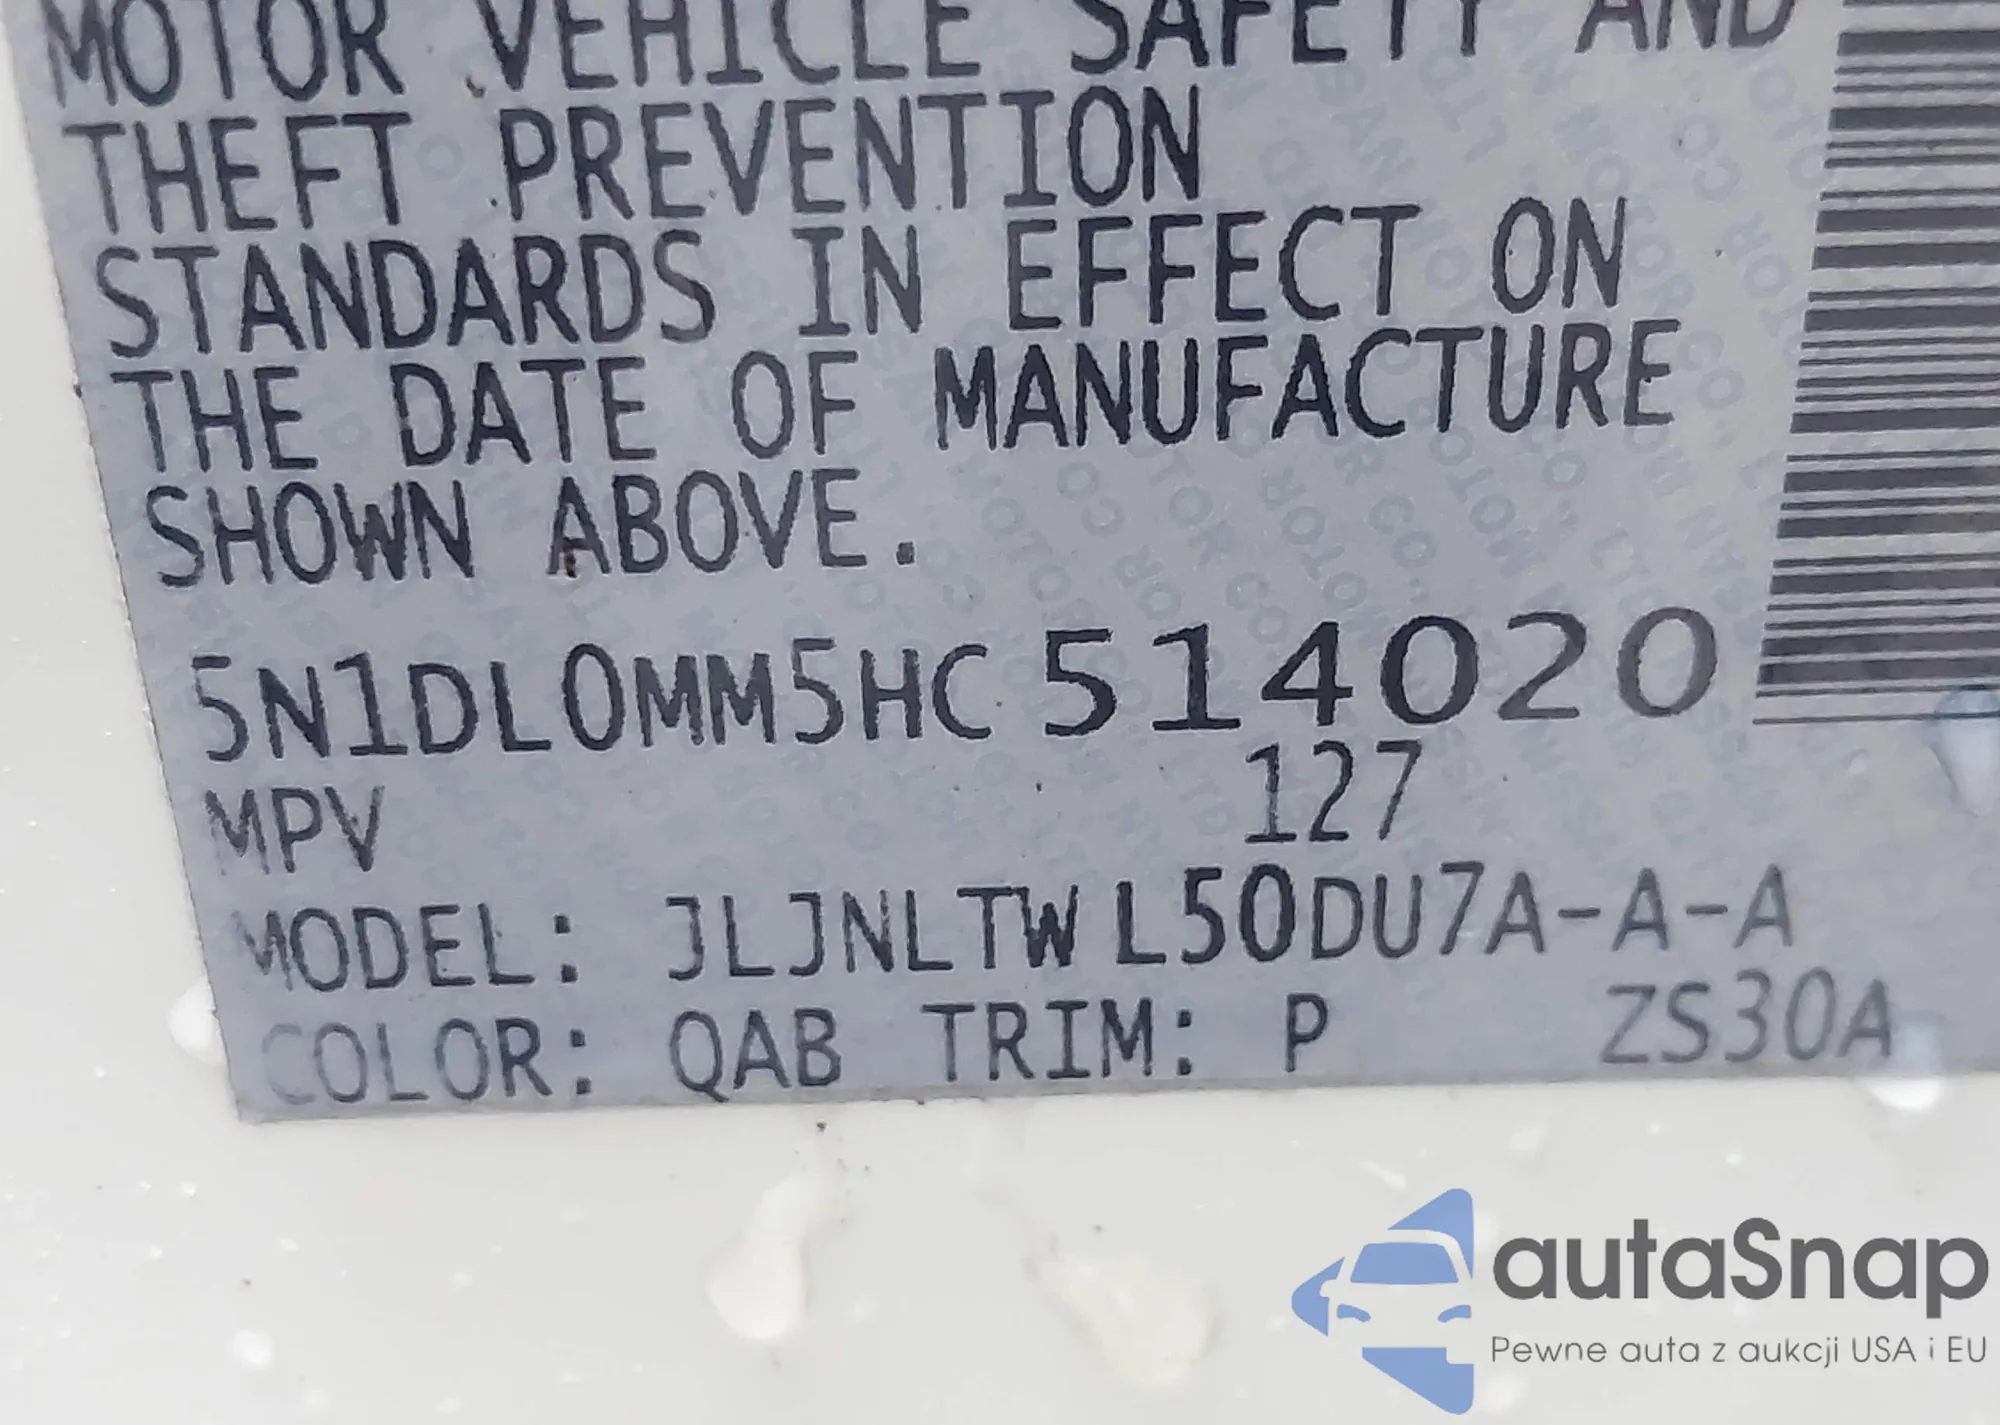 MOTOR VEHICLE SAFETY AND
THEFT PREVENTION
STANDARDS IN EFFECT ON
THE DATE OF MANUFACTURE
SHOWN ABOVE.
5N1DL0MM5HC514020
MPV 127
MODEL: JLJNLTWL50DU7A-A-A
COLOR: QAB TRIM: P ZS30A
autaSnap
Pewne auta z aukcji USA i EU